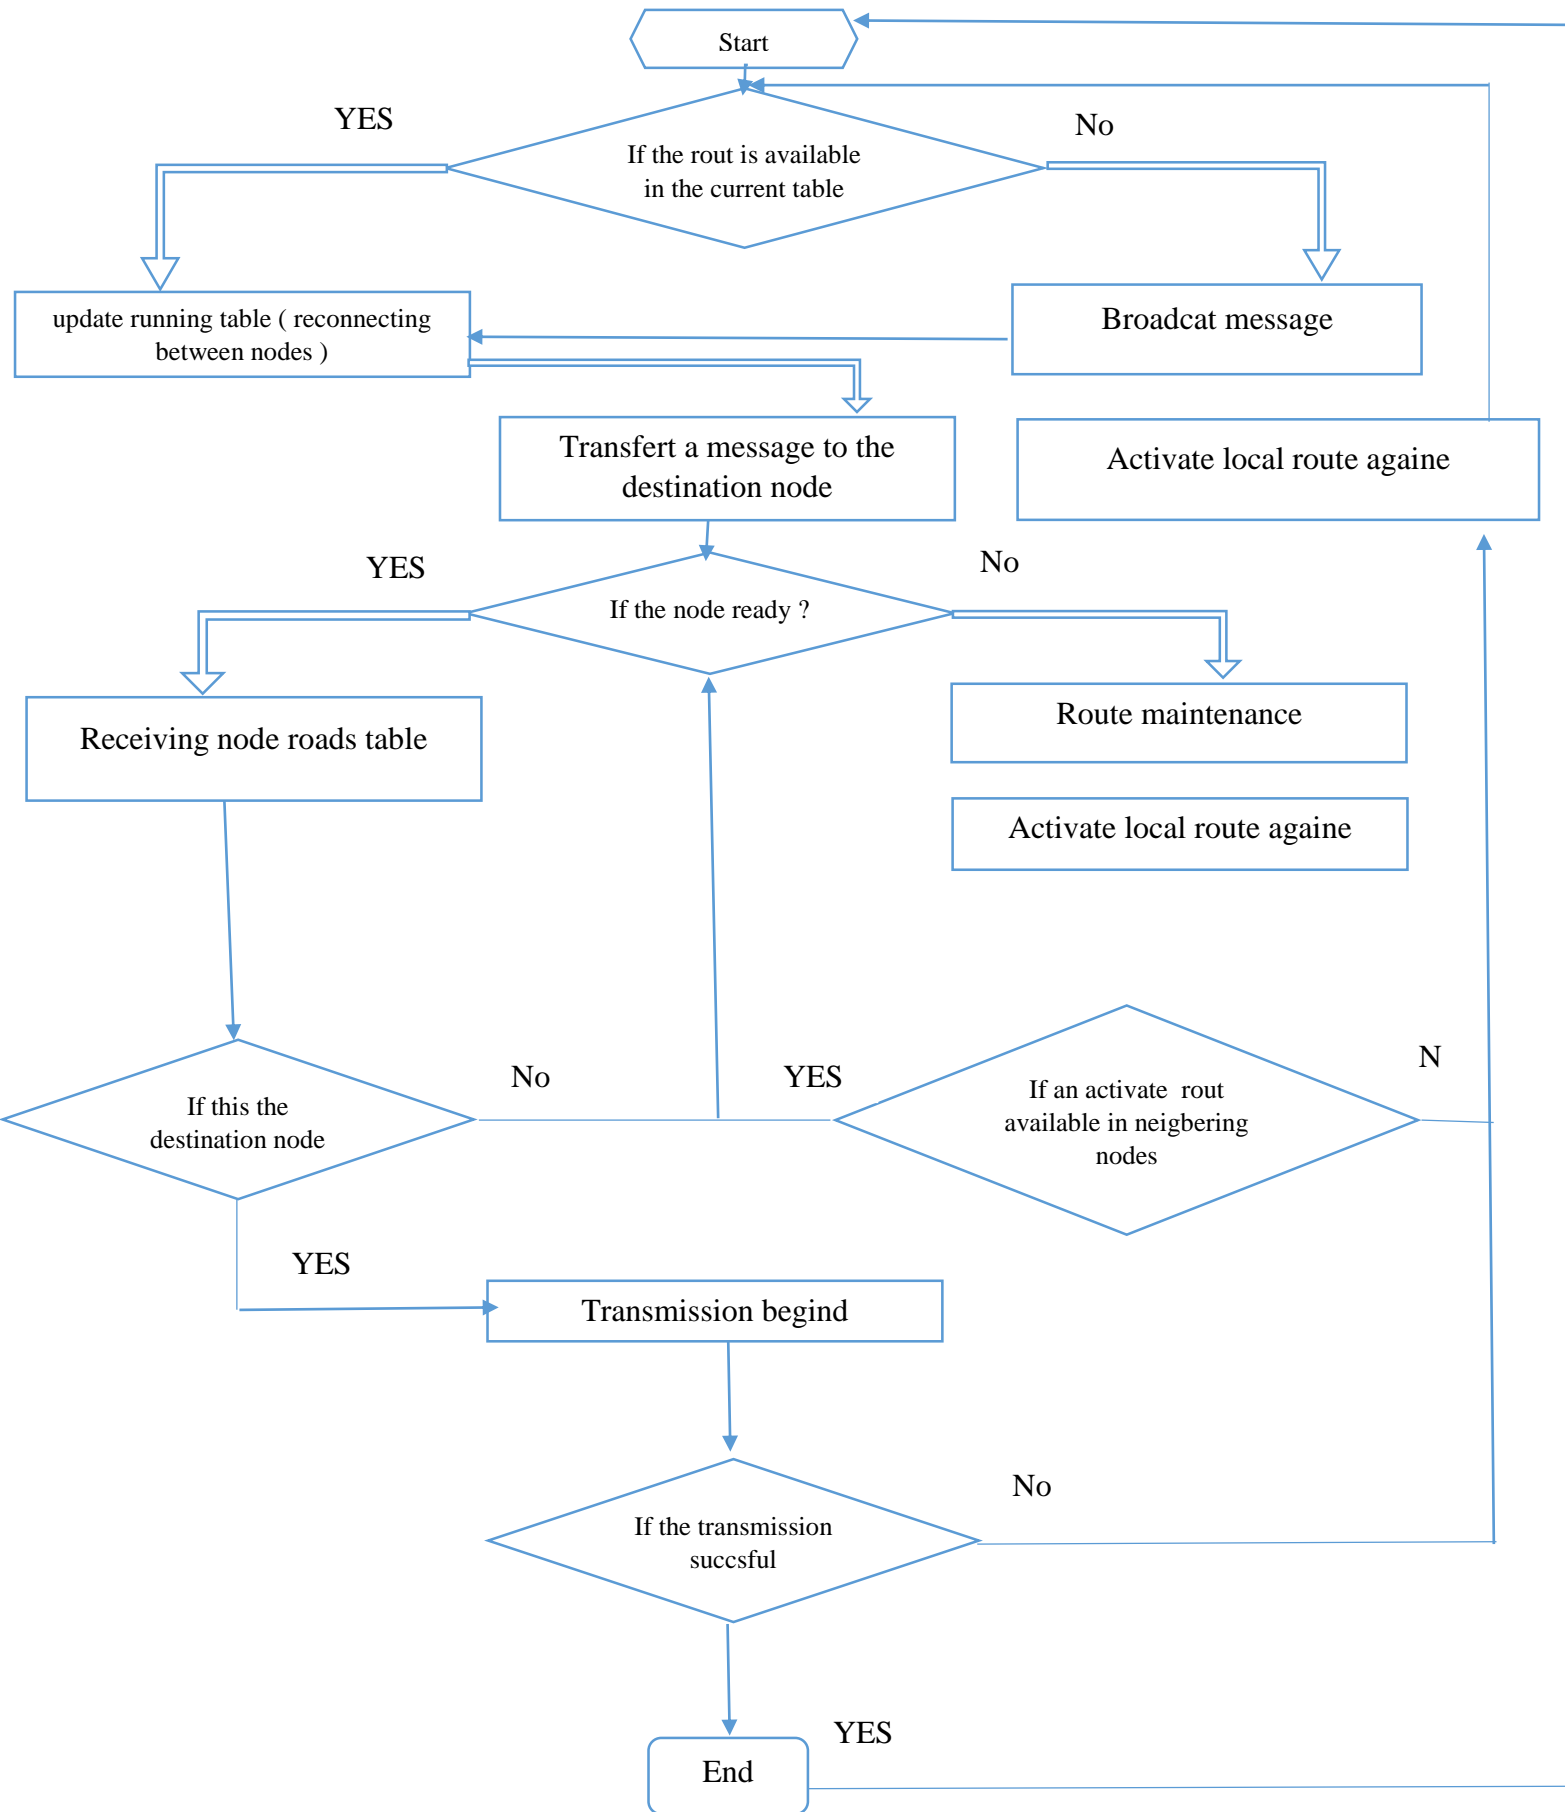 Start
YES
No
If the rout is available
in the current table
update running table ( reconnecting
between nodes )
Broadcat message
Transfert a message to the
destination node
Activate local route againe
YES
No
If the node ready ?
Receiving node roads table
Route maintenance
Activate local route againe
No
YES
N
If this the
destination node
If an activate  rout
available in neigbering
nodes
YES
Transmission begind
No
If the transmission
succsful
YES
End